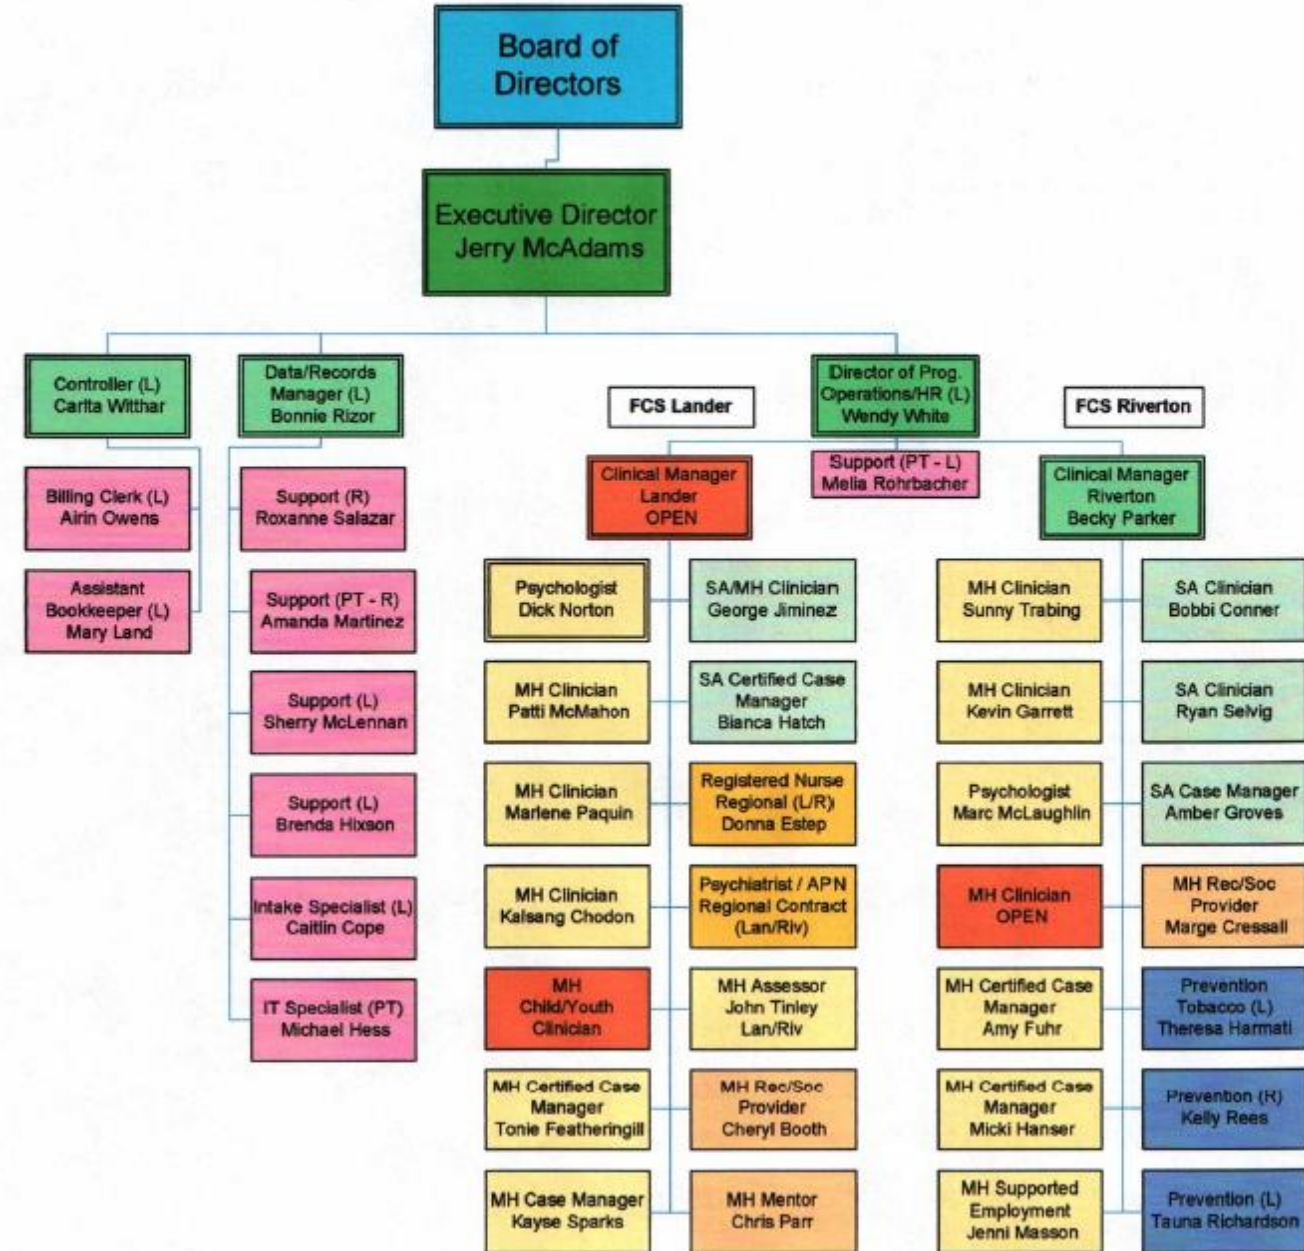 Board of
Directors
Executive Director
Jerry McAdams
Controller (L)
Carlta Witthar
Data/Records
Manager (L)
Bonnie Rizor
FCS Lander
Director of Prog.
Operations/HR (L)
Wendy White
FCS Riverton
Support (PT - L)
Melia Rohrbacher
Clinical Manager
Lander
OPEN
Clinical Manager
Riverton
Becky Parker
Billing Clerk (L)
Airin Owens
Assistant
Bookkeeper (L)
Mary Land
Support (R)
Roxanne Salazar
Support (PT - R)
Amanda Martinez
Support (L)
Sherry McLennan
Support (L)
Brenda Hixson
Intake Specialist (L)
Caitlin Cope
IT Specialist (PT)
Michael Hess
Psychologist
Dick Norton
MH Clinician
Patti McMahon
MH Clinician
Marlene Paquin
MH Clinician
Kalsang Chodon
MH
Child/Youth
Clinician
MH Certified Case
Manager
Tonie Featheringill
MH Case Manager
Kayse Sparks
SA/MH Clinician
George Jiminez
SA Certified Case
Manager
Bianca Hatch
Registered Nurse
Regional (L/R)
Donna Estep
Psychiatrist / APN
Regional Contract
(Lan/Riv)
MH Assessor
John Tinley
Lan/Riv
MH Rec/Soc
Provider
Cheryl Booth
MH Mentor
Chris Parr
MH Clinician
Sunny Trabing
MH Clinician
Kevin Garrett
Psychologist
Marc McLaughlin
MH Clinician
OPEN
MH Certified Case
Manager
Amy Fuhr
MH Certified Case
Manager
Micki Hanser
MH Supported
Employment
Jenni Masson
SA Clinician
Bobbi Conner
SA Clinician
Ryan Selvig
SA Case Manager
Amber Groves
MH Rec/Soc
Provider
Marge Cressall
Prevention
Tobacco (L)
Theresa Harmati
Prevention (R)
Kelly Rees
Prevention (L)
Tauna Richardson